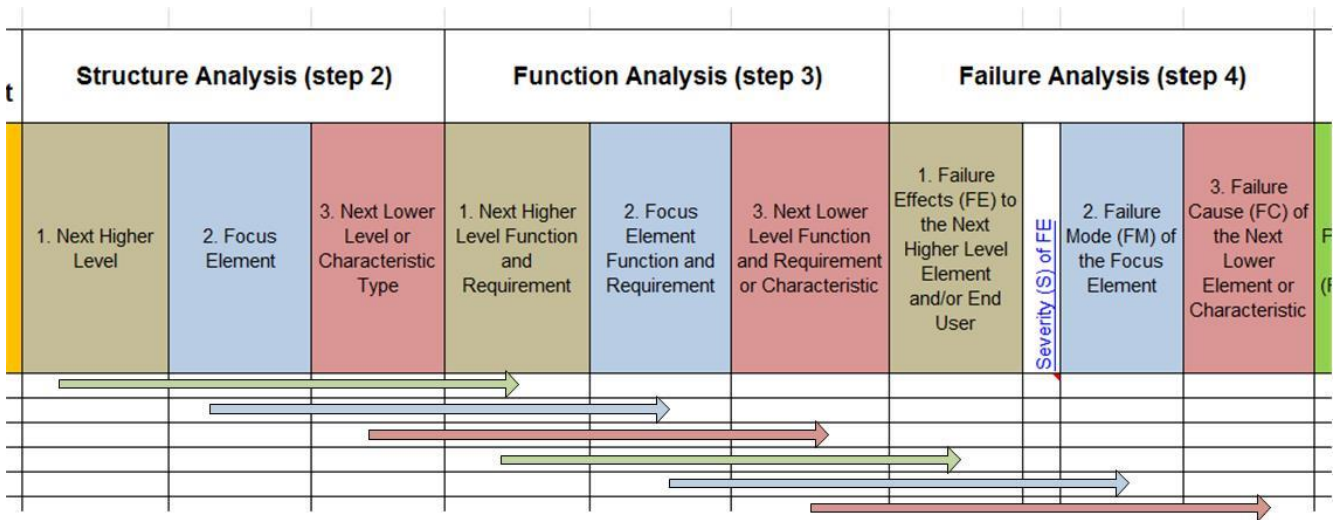 t
Structure Analysis (step 2)
Function Analysis (step 3)
Failure Analysis (step 4)
1. Next Higher
Level
2. Focus
Element
3. Next Lower
Level or
Characteristic
Type
1. Next Higher
Level Function
and
Requirement
2. Focus
Element
Function and
Requirement
3. Next Lower
Level Function
and Requirement
or Characteristic
1. Failure
Effects (FE) to
the Next
Higher Level
Element
and/or End
User
Severity (S) of FE
2. Failure
Mode (FM) of
the Focus
Element
3. Failure
Cause (FC) of
the Next
Lower
Element or
Characteristic
F
(F